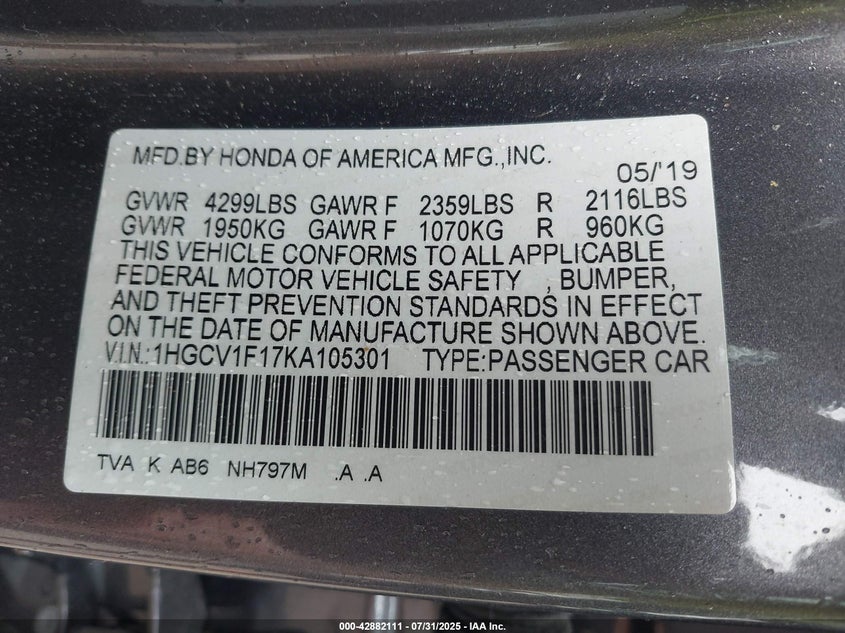 MFD.BY HONDA OF AMERICA MFG.,INC.
05/'19
GVWR 4299LBS GAWR F 2359LBS R 2116LBS
GVWR 1950KG GAWR F 1070KG R 960KG
THIS VEHICLE CONFORMS TO ALL APPLICABLE
FEDERAL MOTOR VEHICLE SAFETY , BUMPER,
AND THEFT PREVENTION STANDARDS IN EFFECT
ON THE DATE OF MANUFACTURE SHOWN ABOVE.
V.I.N.:1HGCV1F17KA105301 TYPE:PASSENGER CAR
TVA K AB6 NH797M .A .A
000-42882111 - 07/31/2025 - IAA Inc.